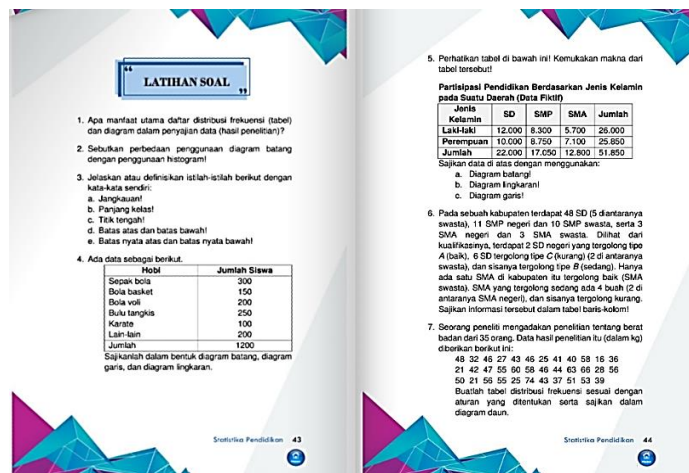 LATIHAN SOAL
1. Apa manfaat utama daftar distribusi frekuensi (tabel)
dan diagram dalam penyajian data (hasil penelitian)?
2. Sebutkan perbedaan penggunaan diagram batang
dengan penggunaan histogram!
3. Jelaskan atau definisikan istilah-istilah berikut dengan
kata-kata sendiri:
a. Jangkauan!
b. Panjang kelas!
c. Titik tengah!
d. Batas atas dan batas bawah!
e. Batas nyata atas dan batas nyata bawah!
4. Ada data sebagai berikut.
Hobi Jumlah Siswa
Sepak bola 300
Bola basket 150
Bola voli 200
Bulu tangkis 250
Karate 100
Lain-lain 200
Jumlah 1200
Sajikanlah dalam bentuk diagram batang, diagram
garis, dan diagram lingkaran.
Statistika Pendidikan 43
5. Perhatikan tabel di bawah ini! Kemukakan makna dari
tabel tersebut!
Partisipasi Pendidikan Berdasarkan Jenis Kelamin
pada Suatu Daerah (Data Fiktif)
Jenis Kelamin SD SMP SMA Jumlah
Laki-laki 12.000 8.300 5.700 26.000
Perempuan 10.000 8.750 7.100 25.850
Jumlah 22.000 17.050 12.800 51.850
Sajikan data di atas dengan menggunakan:
a. Diagram batang!
b. Diagram lingkaran!
c. Diagram garis!
6. Pada sebuah kabupaten terdapat 48 SD (5 diantaranya
swasta), 11 SMP negeri dan 10 SMP swasta, serta 3
SMA negeri dan 3 SMA swasta. Dilihat dari
kualifikasinya, terdapat 2 SD negeri yang tergolong tipe
A (baik), 6 SD tergolong tipe C (kurang) (2 di antaranya
swasta), dan sisanya tergolong tipe B (sedang). Hanya
ada satu SMA di kabupaten itu tergolong baik (SMA
swasta). SMA yang tergolong sedang ada 4 buah (2 di
antaranya SMA negeri), dan sisanya tergolong kurang.
Sajikan informasi tersebut dalam tabel baris-kolom!
7. Seorang peneliti mengadakan penelitian tentang berat
badan dari 35 orang. Data hasil penelitian itu (dalam kg)
diberikan berikut ini:
48 32 46 27 43 46 25 41 40 58 16 36
21 42 47 55 60 58 46 44 63 66 28 56
50 21 56 55 25 74 43 37 51 53 39
Buatlah tabel distribusi frekuensi sesuai dengan
aturan yang ditentukan serta sajikan dalam
diagram daun.
Statistika Pendidikan 44